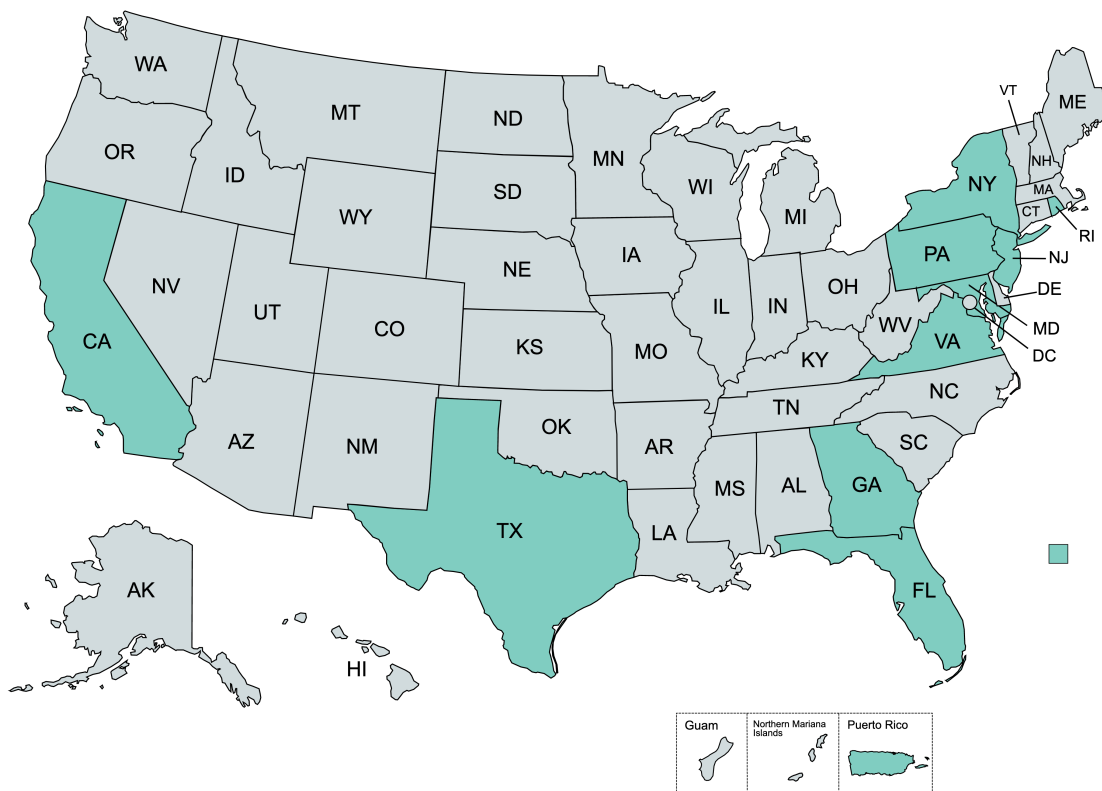 WA
MT
ND
MN
VT
ME
OR
ID
SD
WI
NY
NH
MA
WY
MI
CT
RI
IA
PA
NJ
NE
NV
OH
DE
UT
IL
IN
CO
WV
MD
CA
KS
MO
VA
DC
KY
NC
TN
AZ
NM
OK
AR
SC
MS
AL
GA
TX
LA
AK
FL
HI
Guam
Northern Mariana
Islands
Puerto Rico